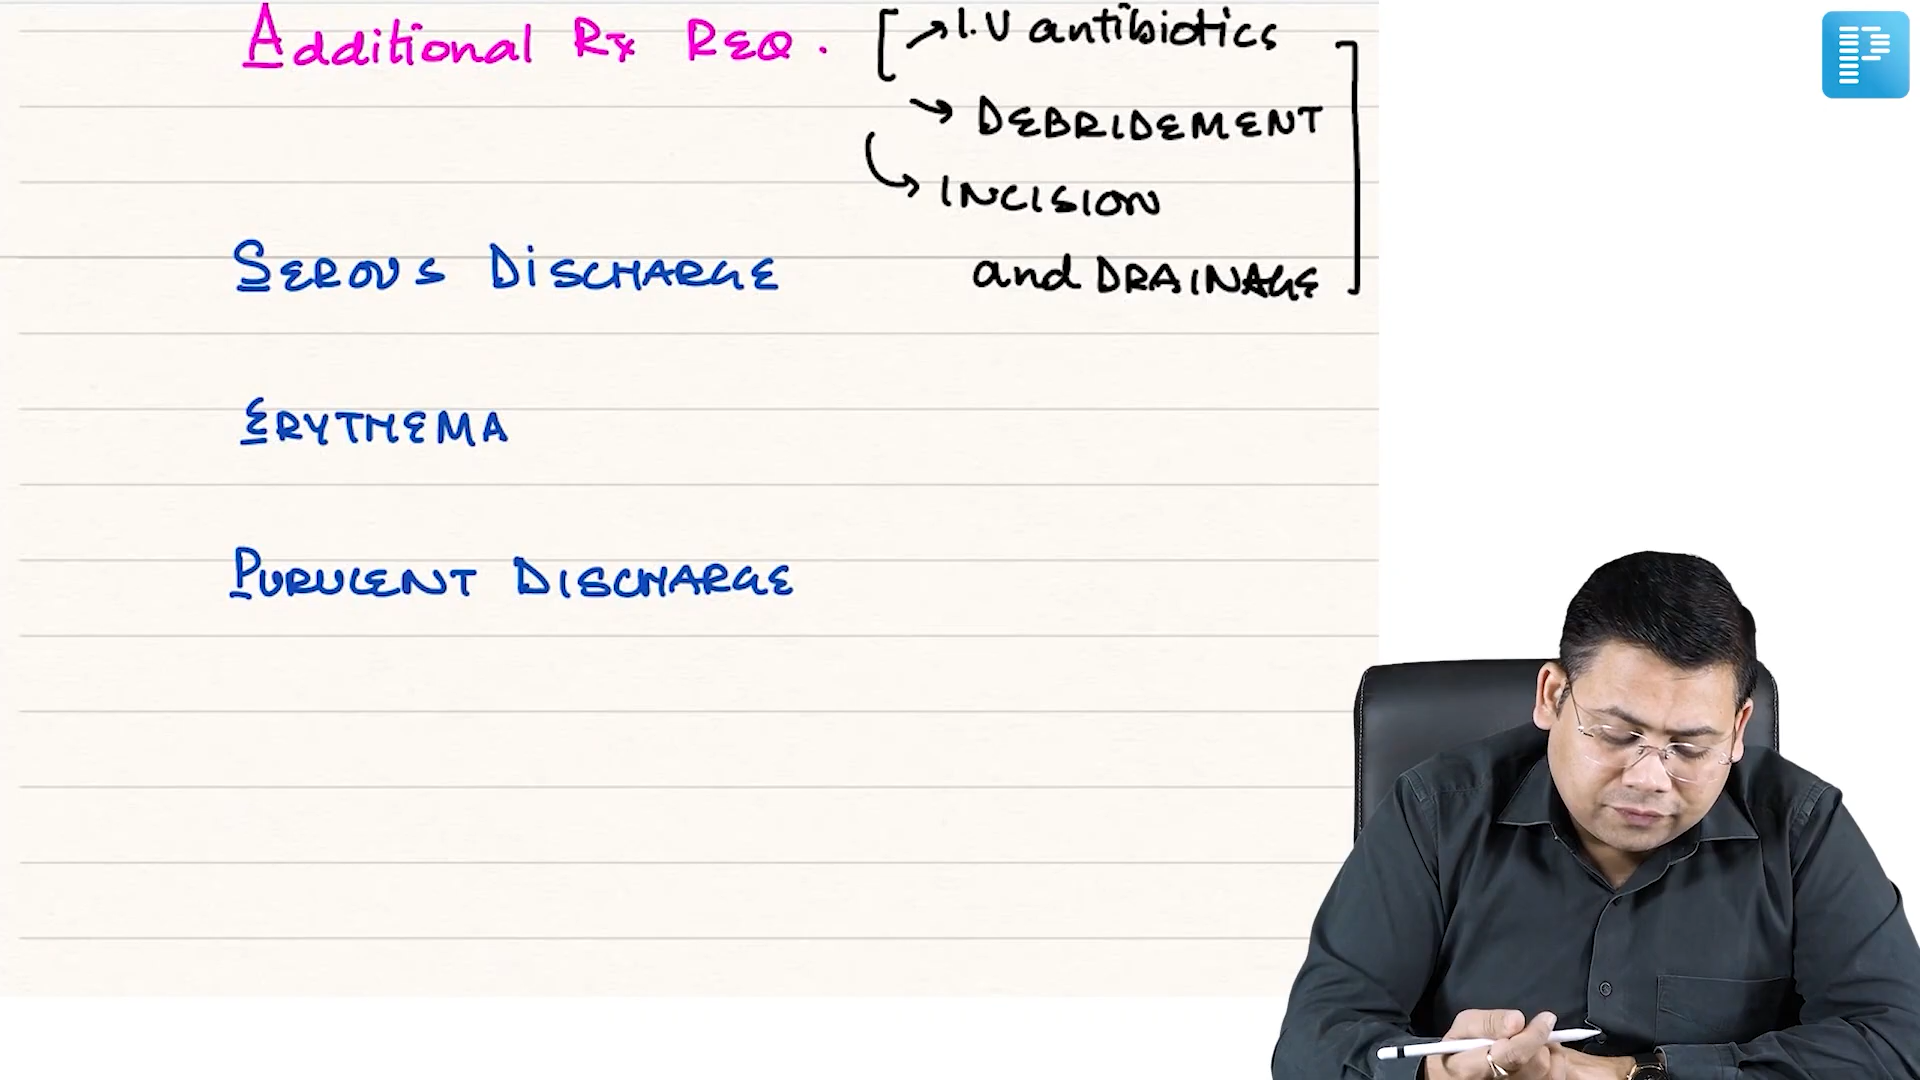 Additional Rx REQ.
[ → I.V antibiotics
→ DEBRIDEMENT
→ INCISION
and DRAINAGE ]
SEROUS DISCHARGE
ERYTHEMA
PURULENT DISCHARGE